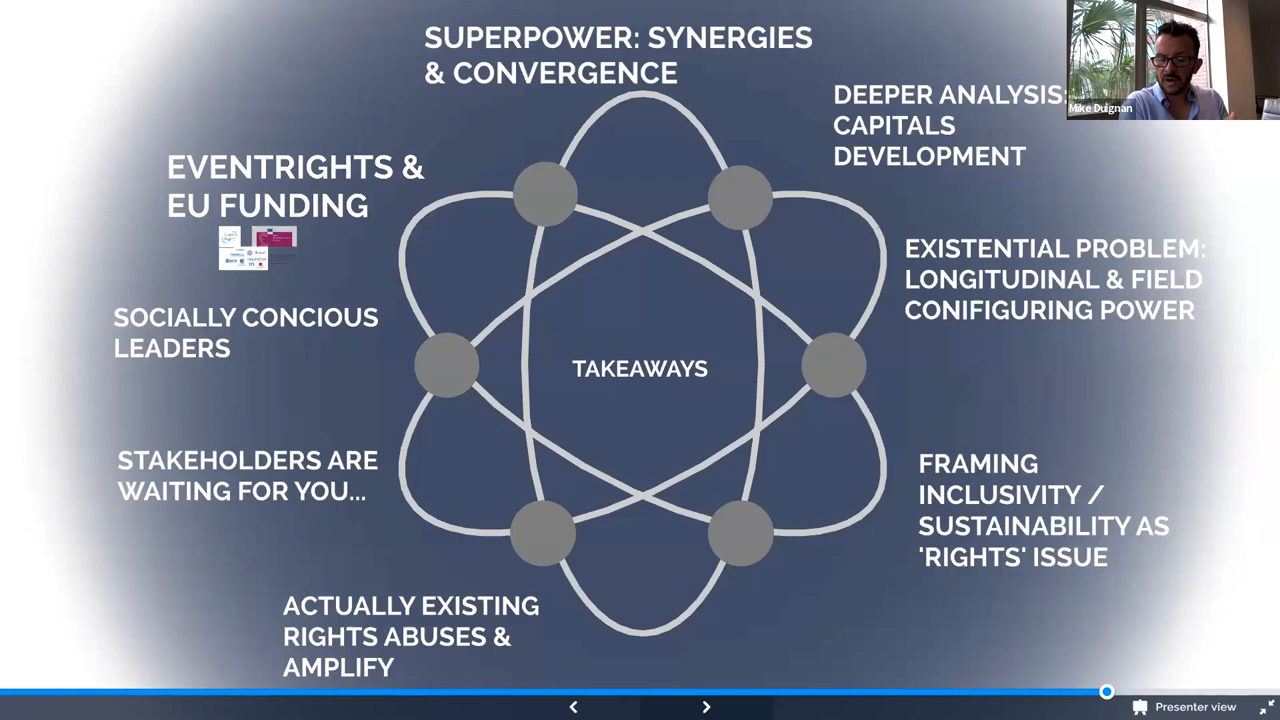 SUPERPOWER: SYNERGIES
& CONVERGENCE
DEEPER ANALYSIS:
CAPITALS
DEVELOPMENT
Mike Duignan
EVENTRIGHTS &
EU FUNDING
EXISTENTIAL PROBLEM:
LONGITUDINAL & FIELD
CONIFIGURING POWER
SOCIALLY CONCIOUS
LEADERS
TAKEAWAYS
STAKEHOLDERS ARE
WAITING FOR YOU...
FRAMING
INCLUSIVITY /
SUSTAINABILITY AS
'RIGHTS' ISSUE
ACTUALLY EXISTING
RIGHTS ABUSES &
AMPLIFY
Presenter view